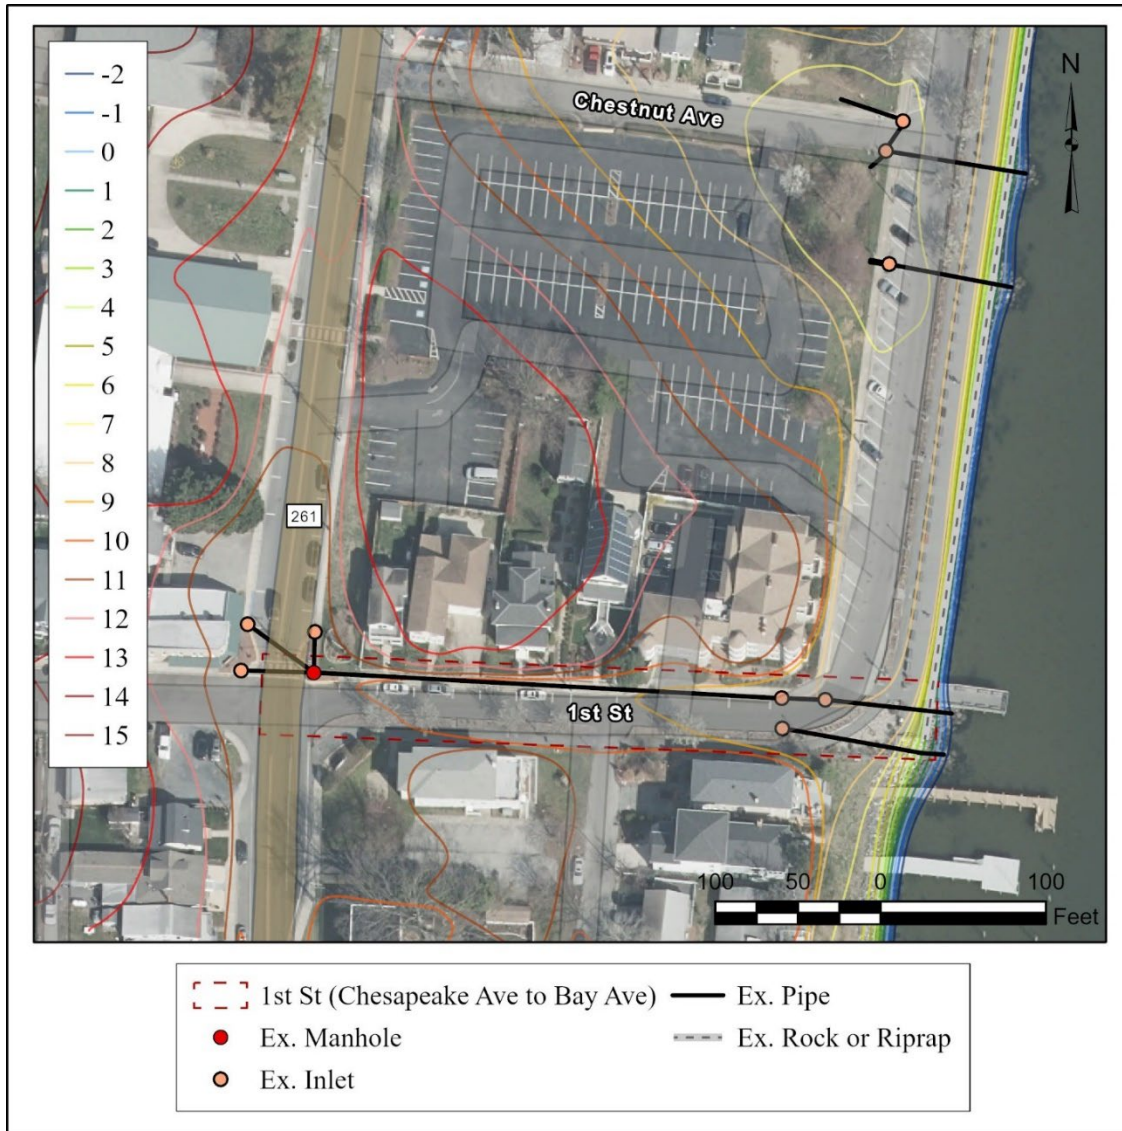 -2
-1
0
1
2
3
4
5
6
7
8
9
10
11
12
13
14
15
Chestnut Ave
N
261
1st St
100 50 0 100
Feet
1st St (Chesapeake Ave to Bay Ave)
Ex. Pipe
Ex. Manhole
Ex. Rock or Riprap
Ex. Inlet